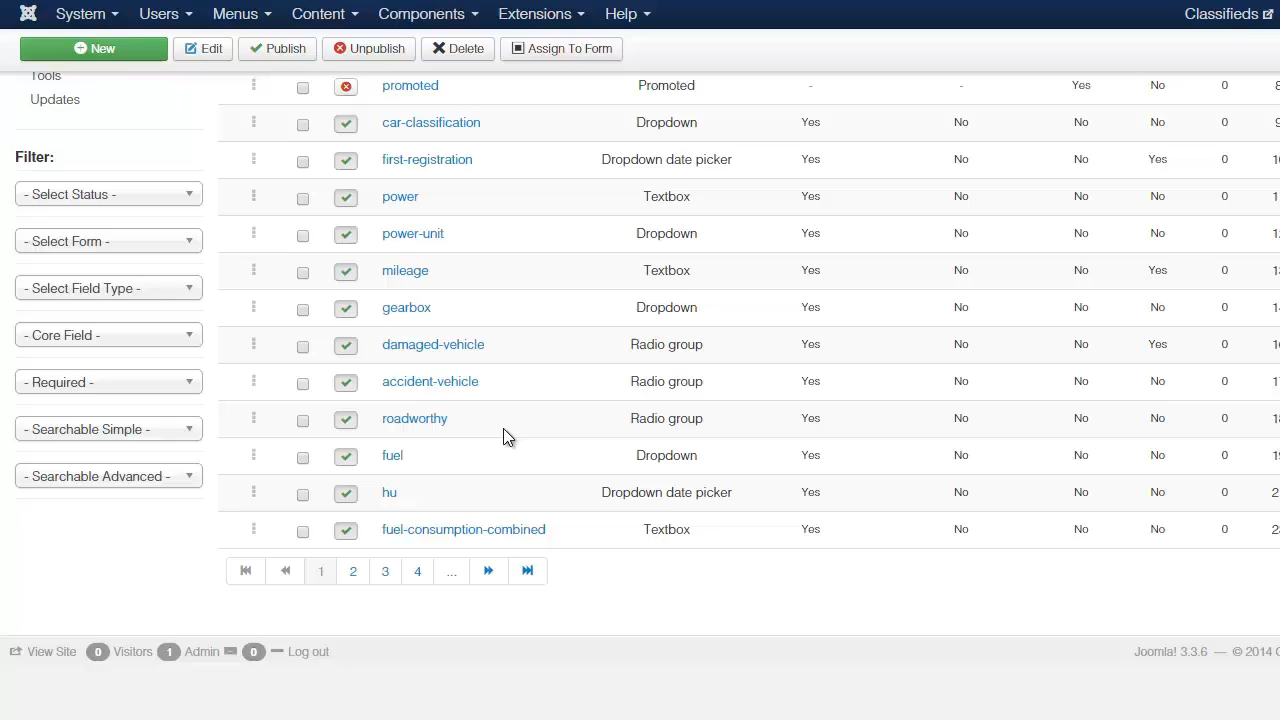 System Users Menus Content Components Extensions Help Classifieds
New Edit Publish Unpublish Delete Assign To Form
Tools
Updates
Filter:
- Select Status -
- Select Form -
- Select Field Type -
- Core Field -
- Required -
- Searchable Simple -
- Searchable Advanced -
promoted Promoted - - Yes No 0
car-classification Dropdown Yes No No No 0
first-registration Dropdown date picker Yes No No Yes 0
power Textbox Yes No No No 0
power-unit Dropdown Yes No No No 0
mileage Textbox Yes No No Yes 0
gearbox Dropdown Yes No No No 0
damaged-vehicle Radio group Yes No No Yes 0
accident-vehicle Radio group Yes No No No 0
roadworthy Radio group Yes No No No 0
fuel Dropdown Yes No No No 0
hu Dropdown date picker Yes No No No 0
fuel-consumption-combined Textbox Yes No No No 0
1 2 3 4 ...
View Site 0 Visitors 1 Admin 0 Log out
Joomla! 3.3.6 — © 2014